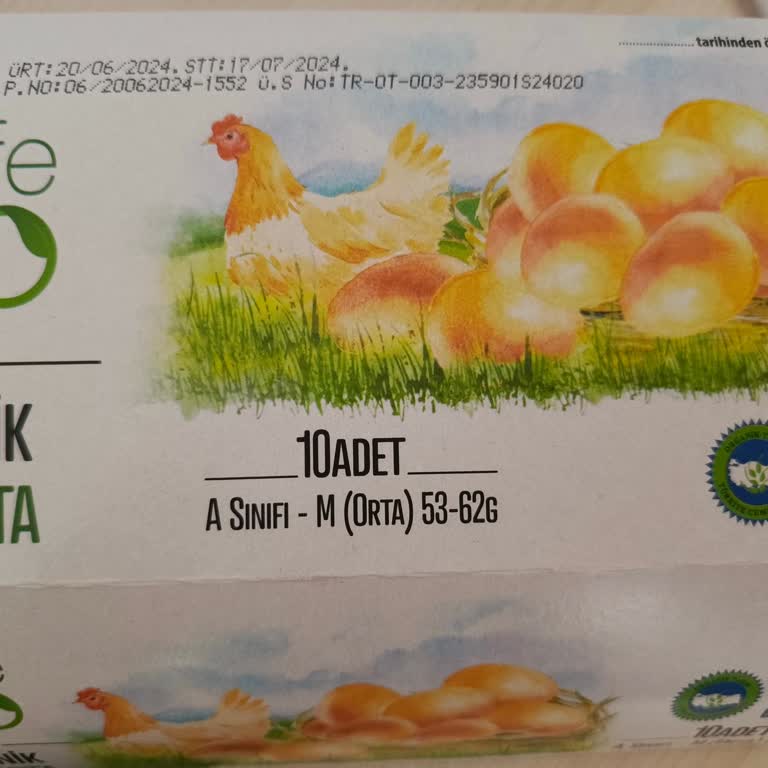 tarihinden ö
ÜRT:20/06/2024. STT:17/07/2024.
P.NO:06/20062024-1552 Ü.S No:TR-OT-003-235901S24020
fe
İK
TA
10ADET
A SINIFI - M (ORTA) 53-62G
NİK
10ADET